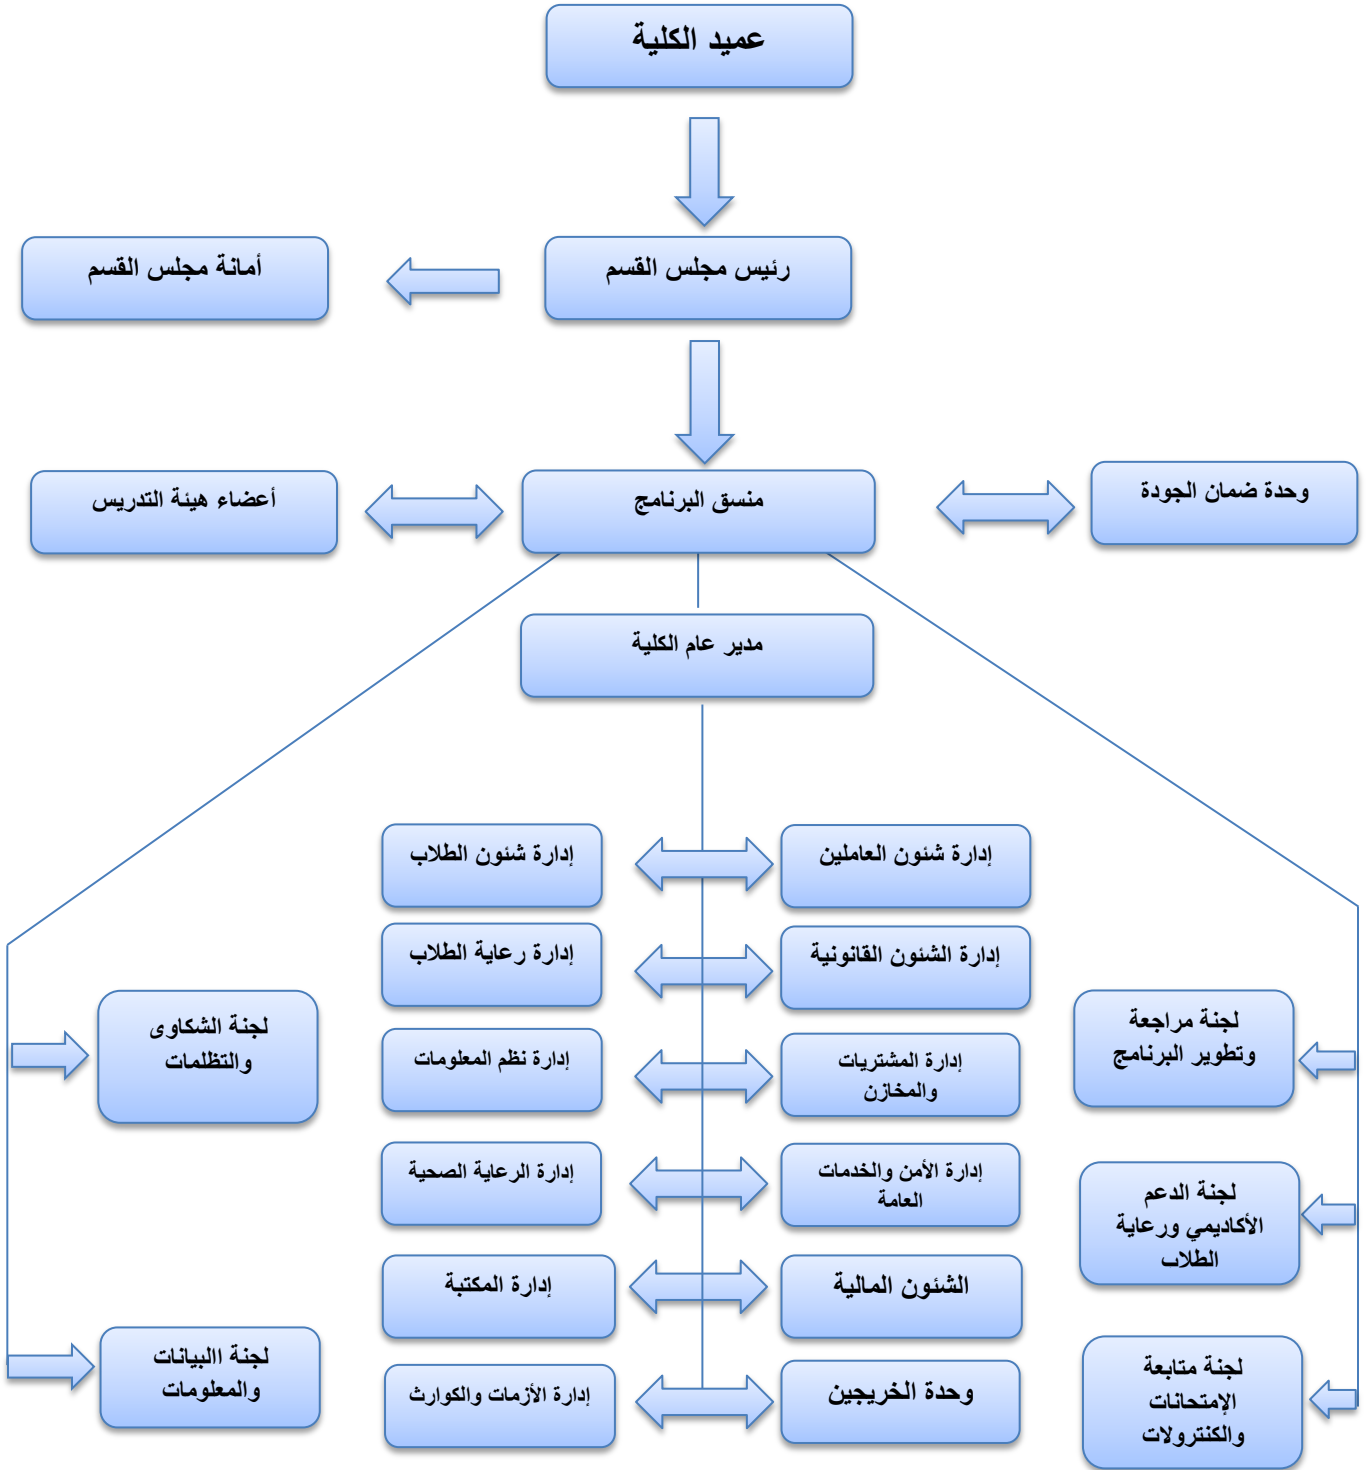 عميد الكلية
رئيس مجلس القسم
أمانة مجلس القسم
وحدة ضمان الجودة
منسق البرنامج
أعضاء هيئة التدريس
مدير عام الكلية
إدارة شئون العاملين
إدارة شئون الطلاب
إدارة الشئون القانونية
إدارة رعاية الطلاب
لجنة مراجعة
وتطوير البرنامج
إدارة المشتريات
والمخازن
إدارة نظم المعلومات
لجنة الشكاوى
والتظلمات
لجنة الدعم
الأكاديمي ورعاية
الطلاب
إدارة الأمن والخدمات
العامة
إدارة الرعاية الصحية
الشئون المالية
إدارة المكتبة
لجنة متابعة
الإمتحانات
والكنترولات
وحدة الخريجين
إدارة الأزمات والكوارث
لجنة االبيانات
والمعلومات